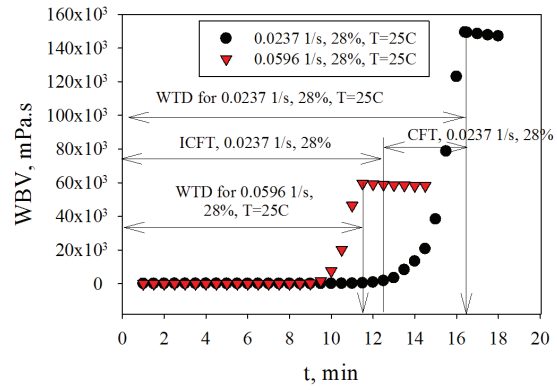 160x10³
140x10³
120x10³
100x10³
80x10³
60x10³
40x10³
20x10³
0
WBV, mPa.s
0.0237 1/s, 28%, T=25C
0.0596 1/s, 28%, T=25C
WTD for 0.0237 1/s, 28%, T=25C
ICFT, 0.0237 1/s, 28%
CFT, 0.0237 1/s, 28%
WTD for 0.0596 1/s,
28%, T=25C
0 2 4 6 8 10 12 14 16 18 20
t, min